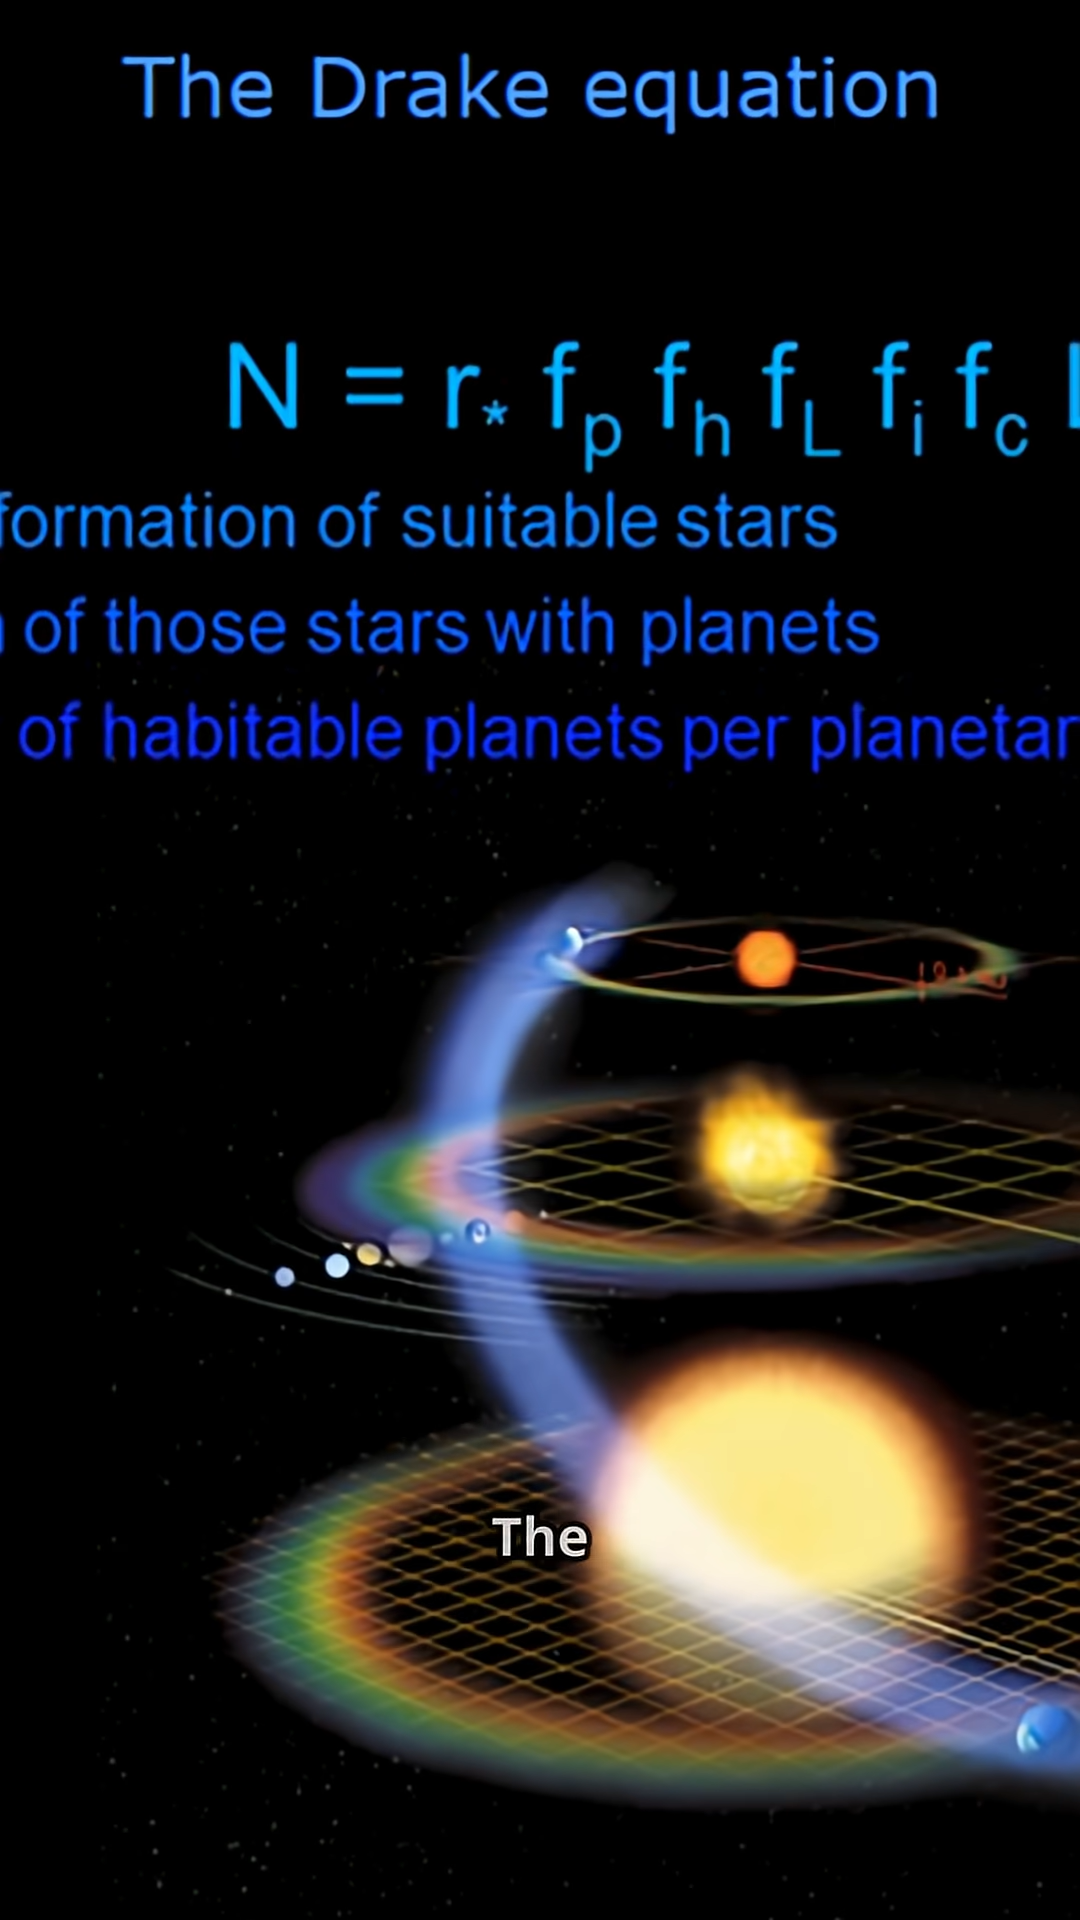 The Drake equation
N = r* fp fh fL fi fc L
formation of suitable stars
of those stars with planets
of habitable planets per planetar
The